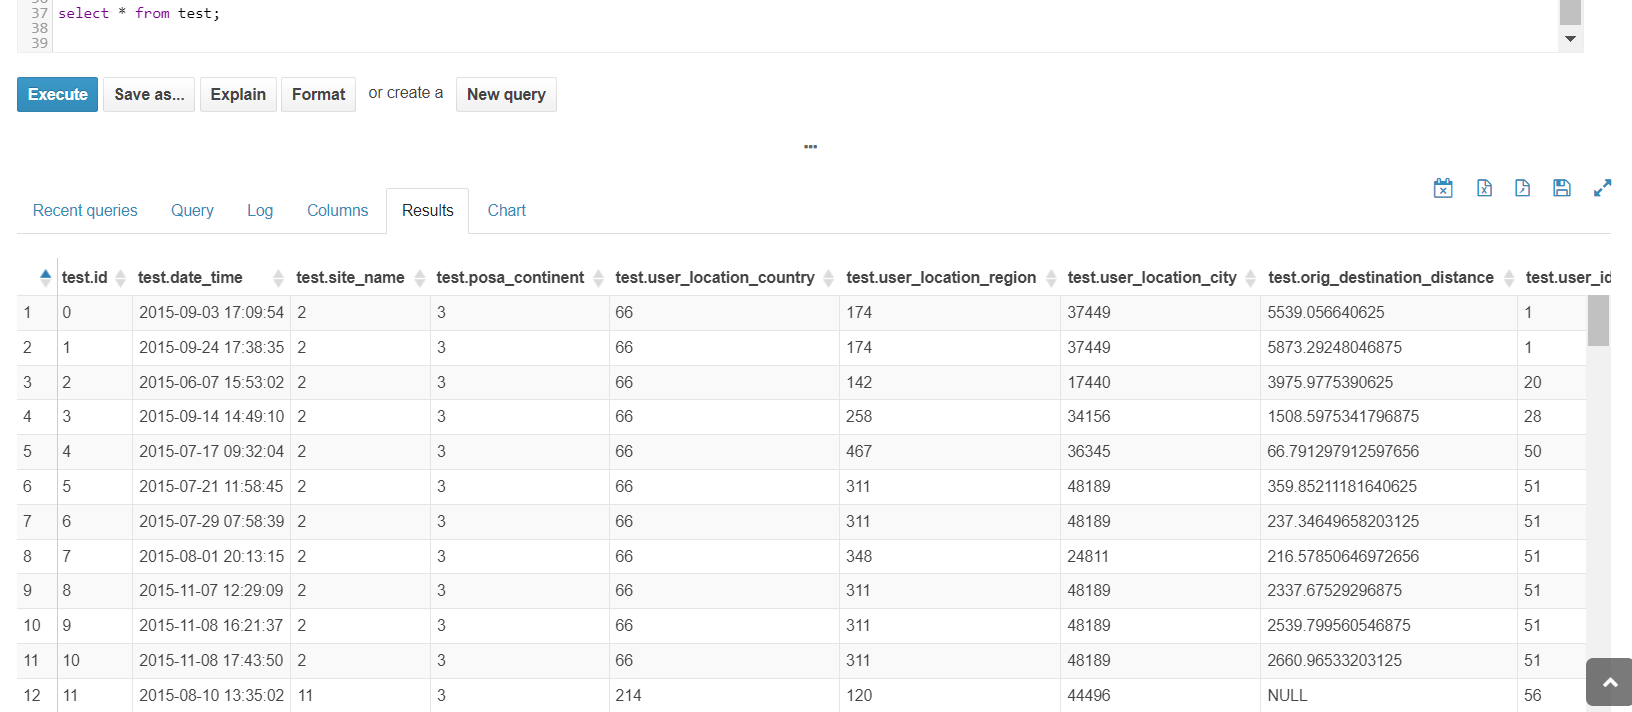 37 select * from test;
38
39
Execute Save as... Explain Format or create a New query
...
Recent queries Query Log Columns Results Chart
test.id test.date_time test.site_name test.posa_continent test.user_location_country test.user_location_region test.user_location_city test.orig_destination_distance test.user_id
1 0 2015-09-03 17:09:54 2 3 66 174 37449 5539.056640625 1
2 1 2015-09-24 17:38:35 2 3 66 174 37449 5873.29248046875 1
3 2 2015-06-07 15:53:02 2 3 66 142 17440 3975.9775390625 20
4 3 2015-09-14 14:49:10 2 3 66 258 34156 1508.5975341796875 28
5 4 2015-07-17 09:32:04 2 3 66 467 36345 66.791297912597656 50
6 5 2015-07-21 11:58:45 2 3 66 311 48189 359.85211181640625 51
7 6 2015-07-29 07:58:39 2 3 66 311 48189 237.34649658203125 51
8 7 2015-08-01 20:13:15 2 3 66 348 24811 216.57850646972656 51
9 8 2015-11-07 12:29:09 2 3 66 311 48189 2337.67529296875 51
10 9 2015-11-08 16:21:37 2 3 66 311 48189 2539.799560546875 51
11 10 2015-11-08 17:43:50 2 3 66 311 48189 2660.96533203125 51
12 11 2015-08-10 13:35:02 11 3 214 120 44496 NULL 56